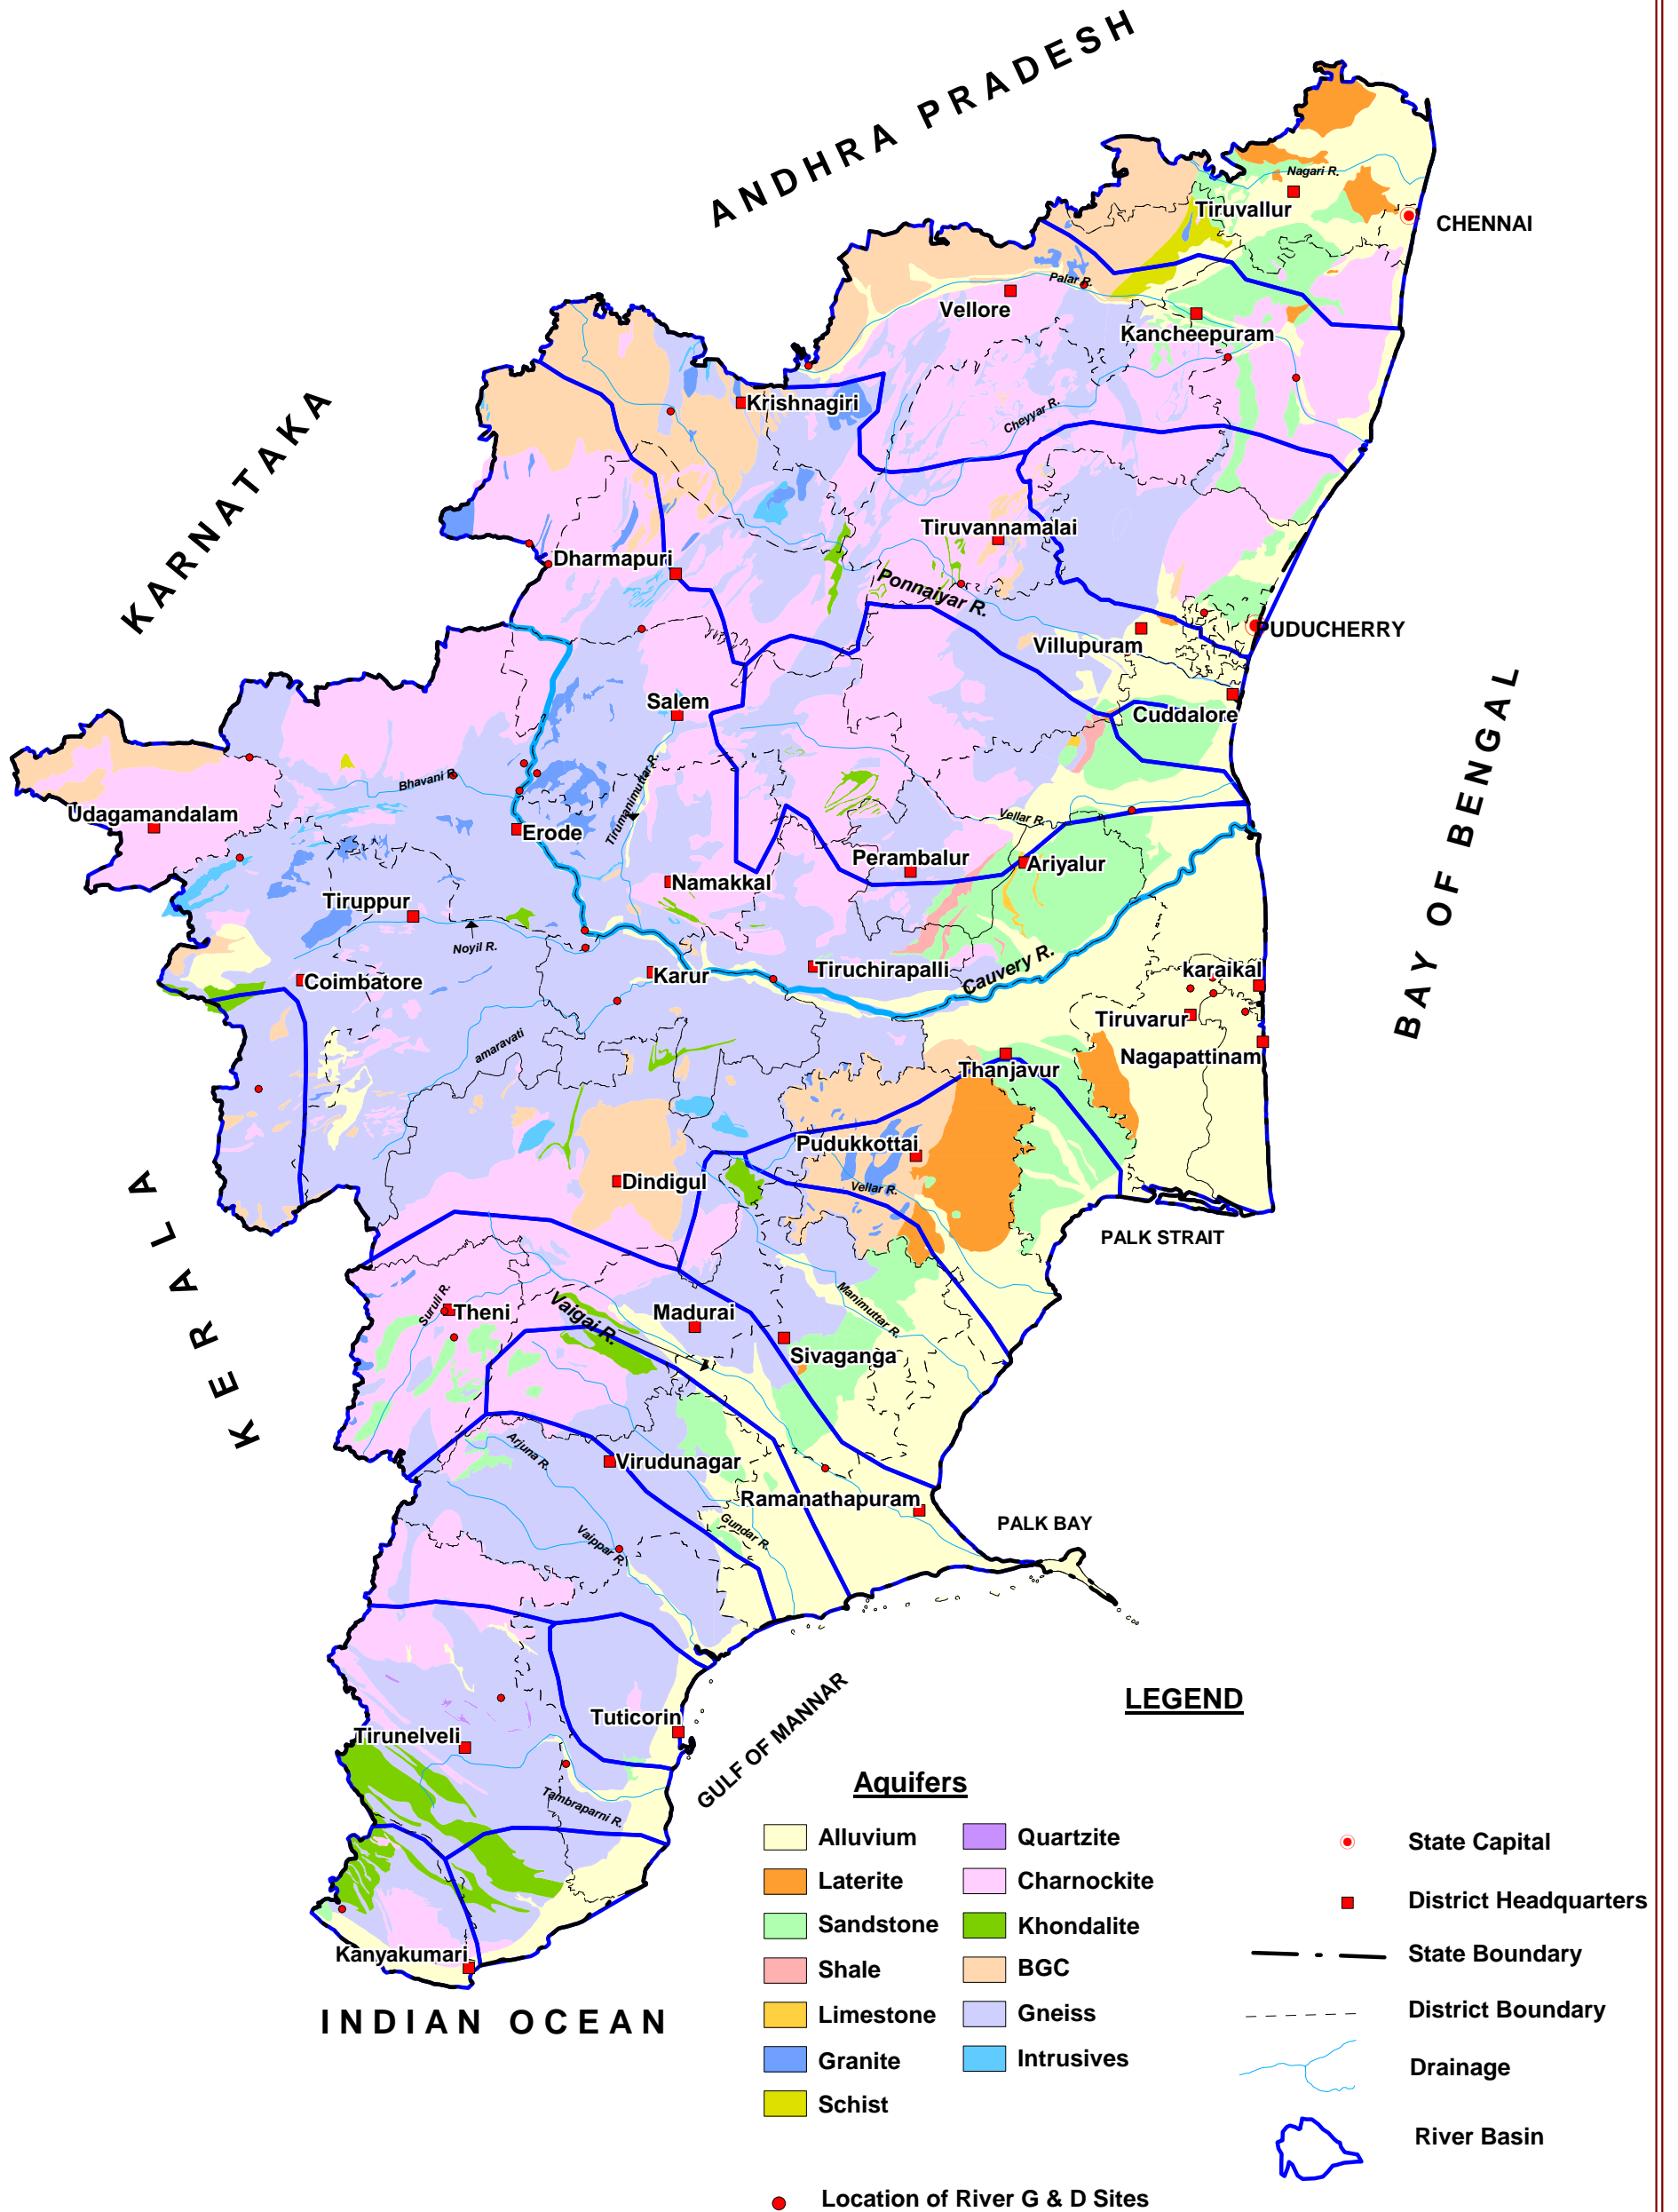 ANDHRA PRADESH
Nagari R.
Tiruvallur
CHENNAI
Palar R.
Vellore
Kancheepuram
KARNATAKA
Krishnagiri
Cheyyar R.
Tiruvannamalai
Dharmapuri
Ponnaiyar R.
PUDUCHERRY
Villupuram
Salem
Cuddalore
BAY OF BENGAL
Bhavani R.
Tirumanimuttar R.
Udagamandalam
Erode
Vellar R.
Perambalur
Ariyalur
Namakkal
Tiruppur
Noyil R.
Coimbatore
Karur
Tiruchirapalli
Cauvery R.
karaikal
Tiruvarur
amaravati
Nagapattinam
Thanjavur
Pudukkottai
Dindigul
Vellar R.
KERALA
PALK STRAIT
Suruli R.
Theni
Vaigai R.
Madurai
Manimuttar R.
Sivaganga
Arjuna R.
Virudunagar
Ramanathapuram
PALK BAY
Gundar R.
Vaippar R.
GULF OF MANNAR
Tuticorin
Tirunelveli
Tambraparni R.
Kanyakumari
INDIAN OCEAN
LEGEND
Aquifers
Alluvium
Laterite
Sandstone
Shale
Limestone
Granite
Schist
Quartzite
Charnockite
Khondalite
BGC
Gneiss
Intrusives
State Capital
District Headquarters
State Boundary
District Boundary
Drainage
River Basin
Location of River G & D Sites